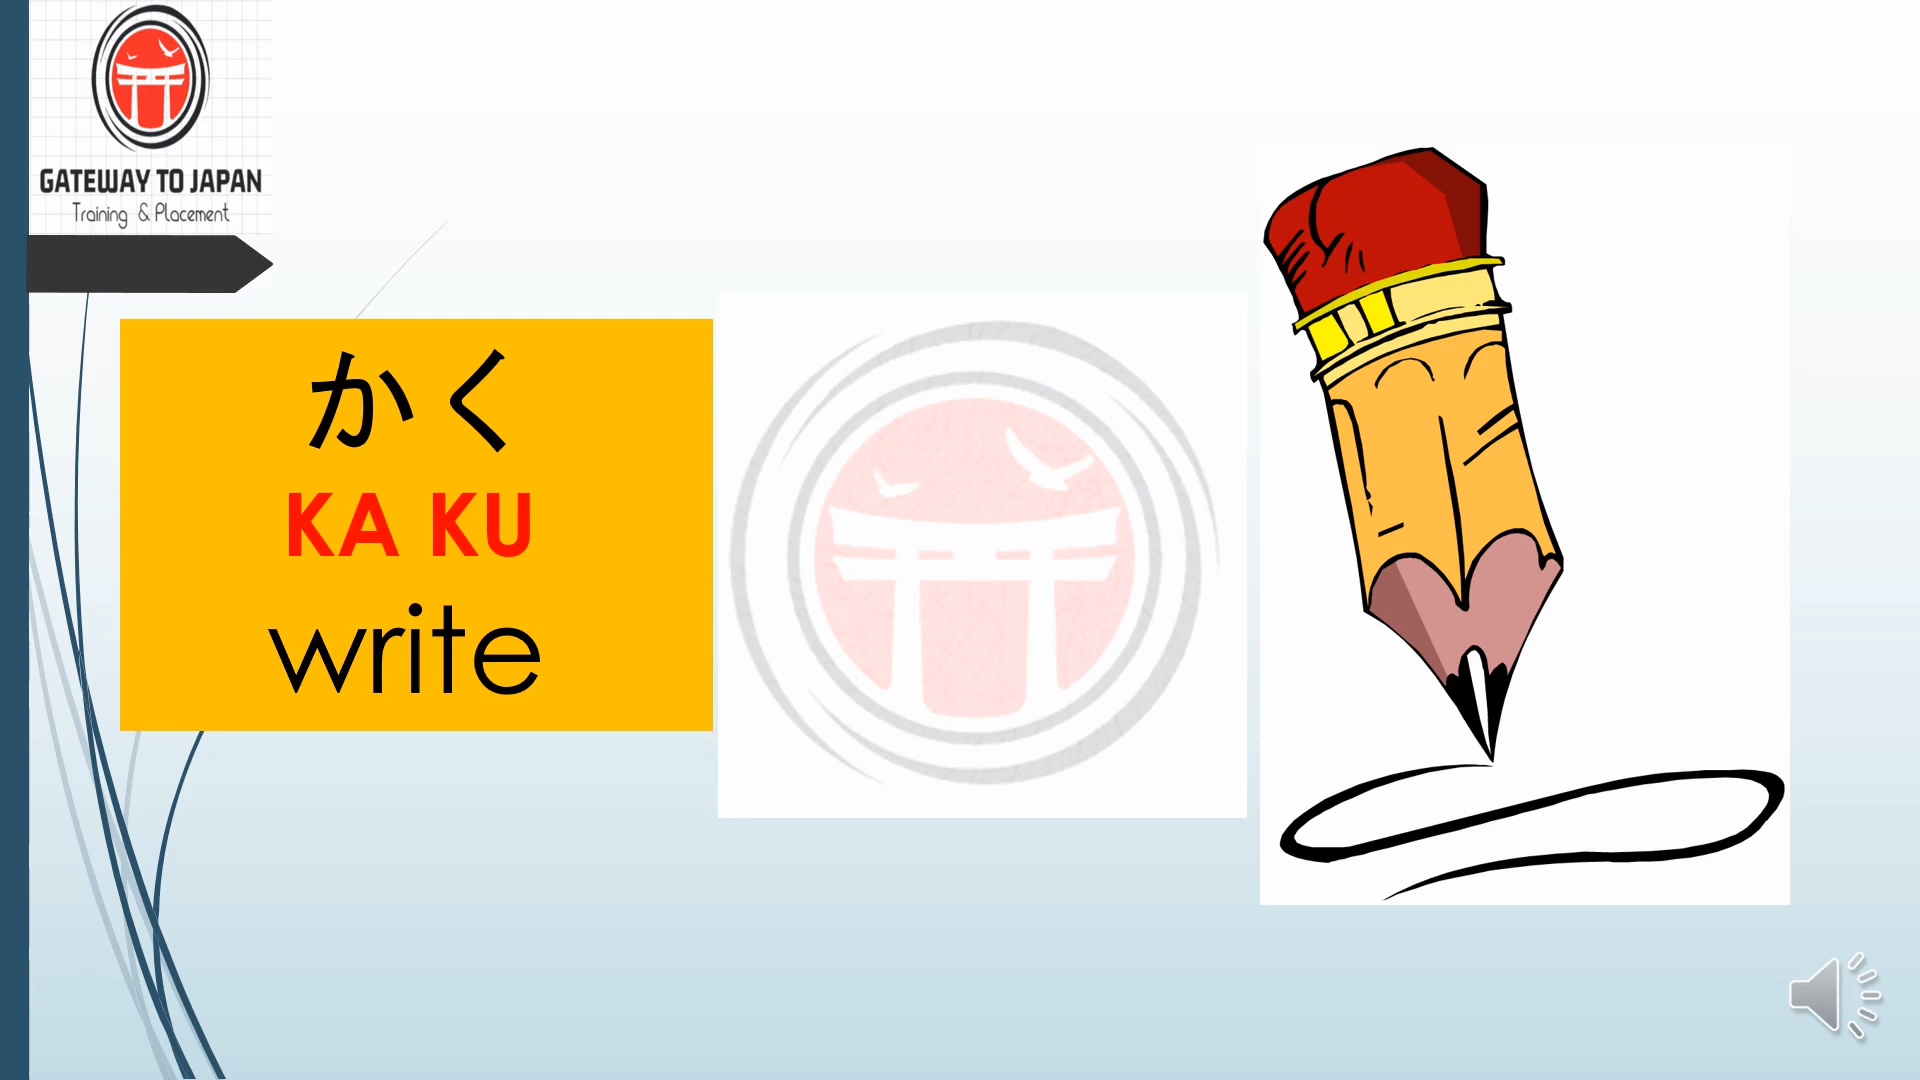 GATEWAY TO JAPAN
Training & Placement
かく
KA KU
write